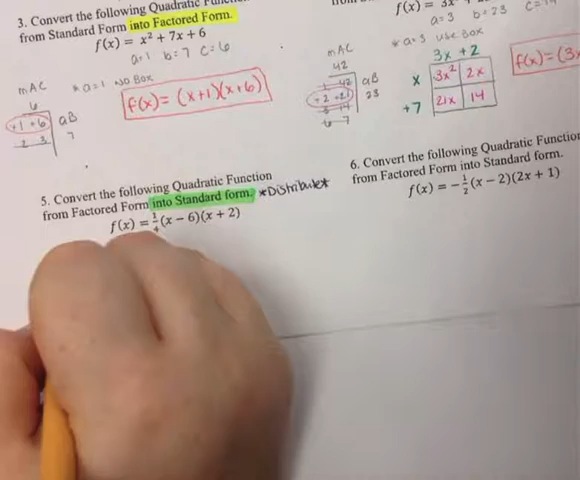 3. Convert the following Quadratic
from Standard Form into Factored Form.
f(x) = x² + 7x + 6
a=1 b=7 c=6
mAC
6
* a=1 NO BOX
+1 +6 aB
2 3 7
f(x) = (x+1)(x+6)
f(x) = 3x
a=3 b=23 c=14
* a=3 use BOX
mAC
42
1 42 aB
+2 +21 23
3 14
6 7
3x +2
x 3x² 2x
+7 21x 14
f(x)=(3x
5. Convert the following Quadratic Function
from Factored Form into Standard form. *Distribute*
f(x) = ¼(x − 6)(x + 2)
6. Convert the following Quadratic Function
from Factored Form into Standard form.
f(x) = −½(x − 2)(2x + 1)